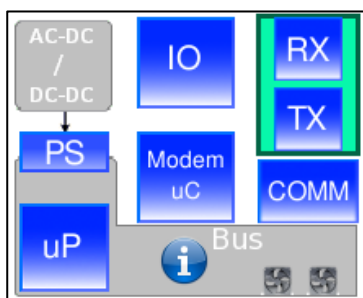 AC-DC
/
DC-DC
IO
RX
TX
PS
Modem
uC
COMM
uP
Bus
i